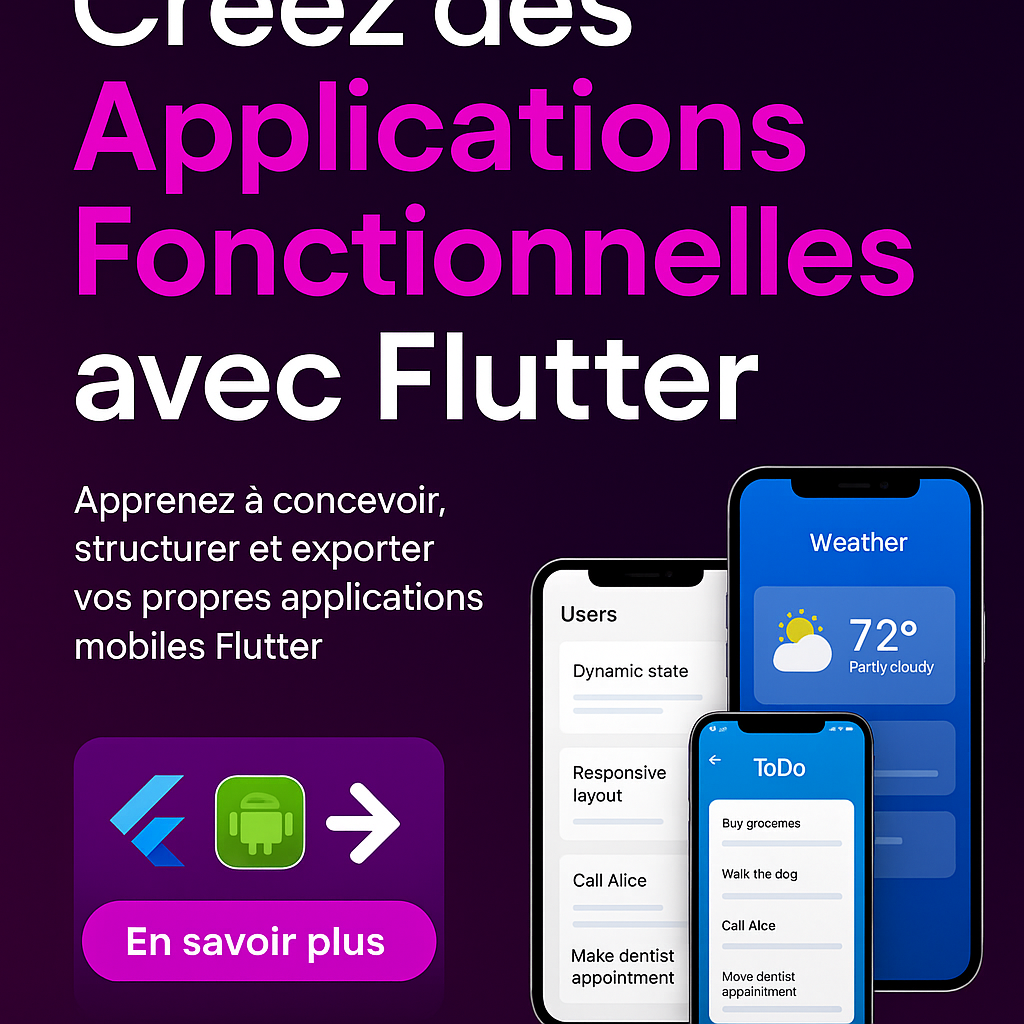 Créez des
Applications
Fonctionnelles
avec Flutter
Apprenez à concevoir,
structurer et exporter
vos propres applications
mobiles Flutter
En savoir plus
Users
Dynamic state
Responsive
layout
Call Alice
Make dentist
appointment
Weather
72°
Partly cloudy
ToDo
Buy grocemes
Walk the dog
Call Alce
Move dentist
appainitment